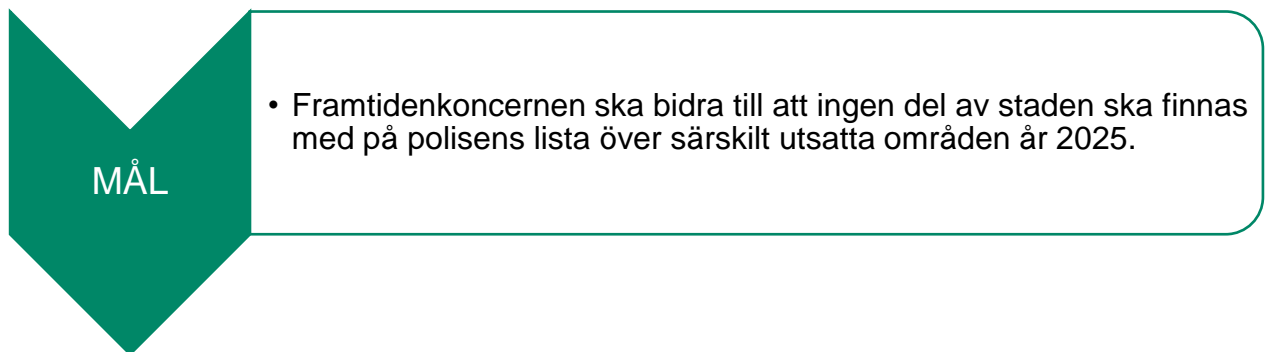 MÅL
• Framtidenkoncernen ska bidra till att ingen del av staden ska finnas
med på polisens lista över särskilt utsatta områden år 2025.